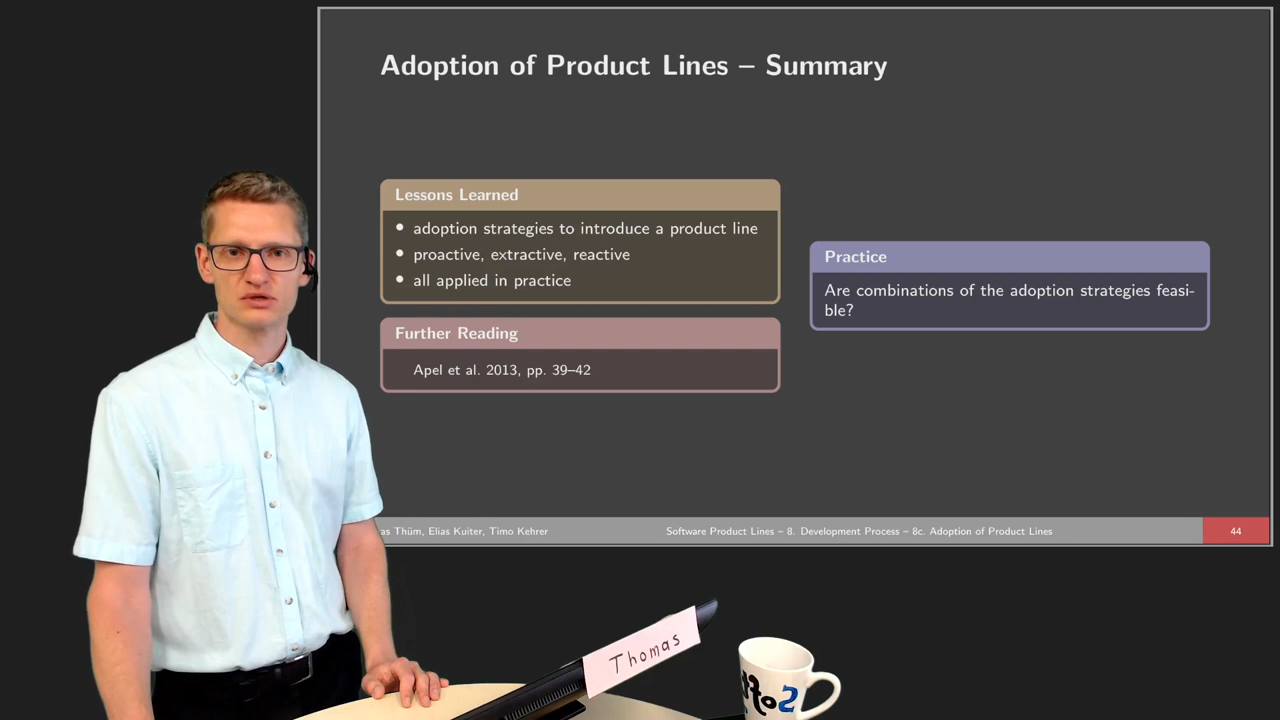 Adoption of Product Lines – Summary
Lessons Learned
• adoption strategies to introduce a product line
• proactive, extractive, reactive
• all applied in practice
Further Reading
Apel et al. 2013, pp. 39–42
Practice
Are combinations of the adoption strategies feasi-
ble?
Thüm, Elias Kuiter, Timo Kehrer
Software Product Lines – 8. Development Process – 8c. Adoption of Product Lines
44
Thomas